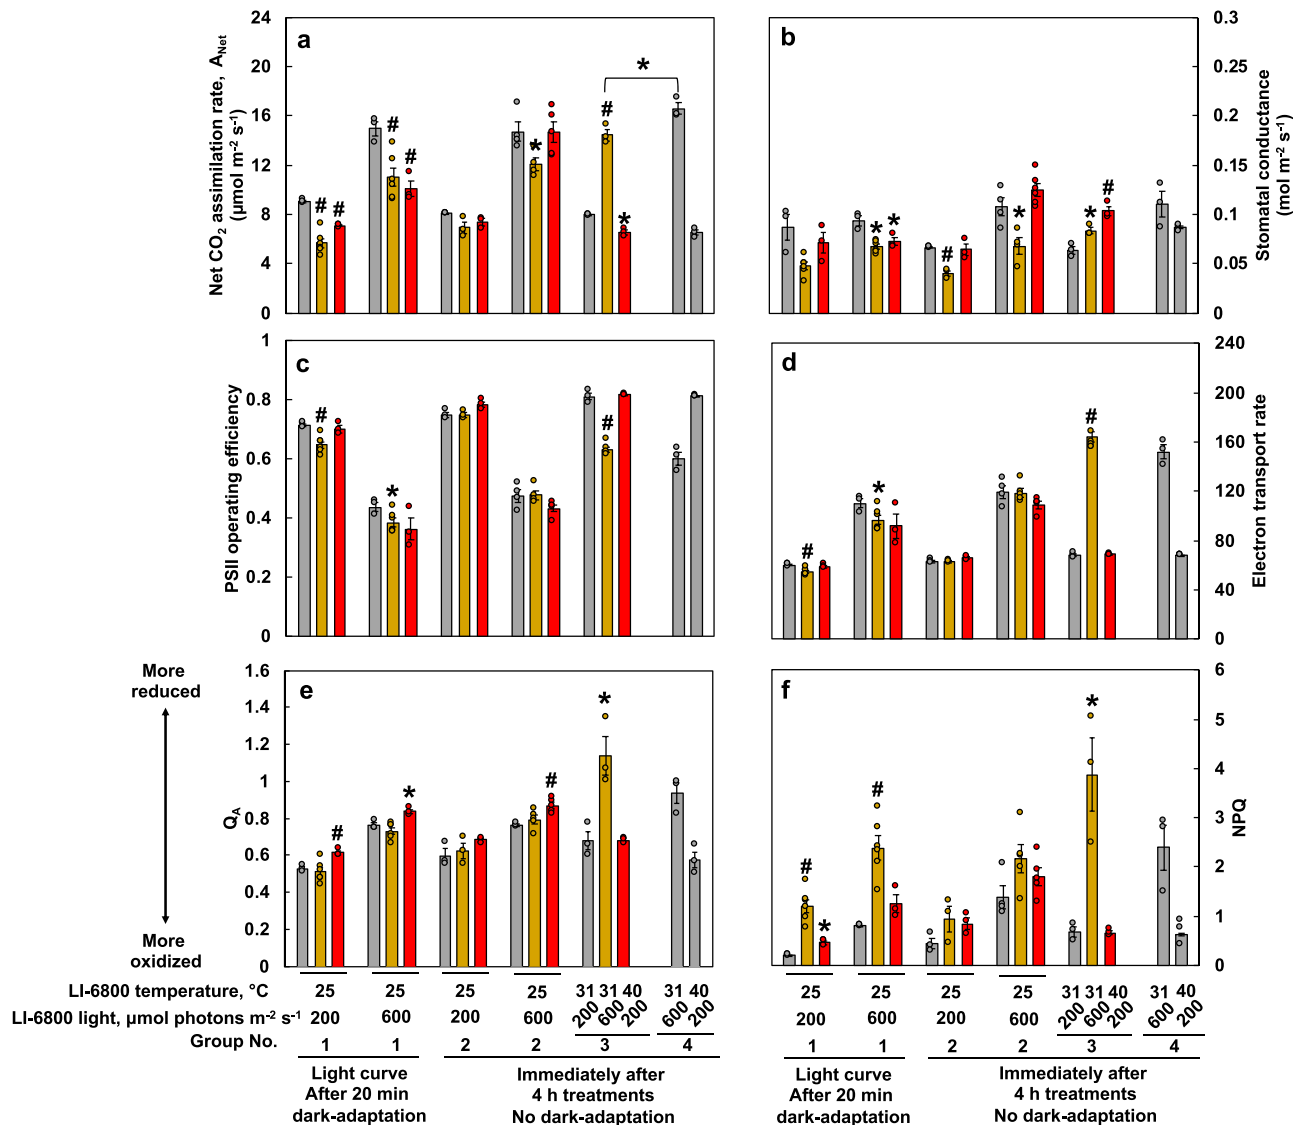 a
Net CO2 assimilation rate, ANet
(µmol m-2 s-1)
24
20
16
12
8
4
0
# # # # * # * *
b
Stomatal conductance
(mol m-2 s-1)
0.3
0.25
0.2
0.15
0.1
0.05
0
* * # * * #
c
PSII operating efficiency
1
0.8
0.6
0.4
0.2
0
# * #
d
Electron transport rate
240
200
160
120
80
40
0
# * #
More
reduced
More
oxidized
e
QA
1.6
1.4
1.2
1
0.8
0.6
0.4
0.2
0
# * # *
f
NPQ
6
5
4
3
2
1
0
# * # *
LI-6800 temperature, °C
25 25 25 25 31 31 40 31 40
25 25 25 25 31 31 40 31 40
LI-6800 light, µmol photons m-2 s-1
200 600 200 600 200 600 200 600 200
200 600 200 600 200 600 200 600 200
Group No.
1 1 2 2 3 4
1 1 2 2 3 4
Light curve
After 20 min
dark-adaptation
Immediately after
4 h treatments
No dark-adaptation
Light curve
After 20 min
dark-adaptation
Immediately after
4 h treatments
No dark-adaptation